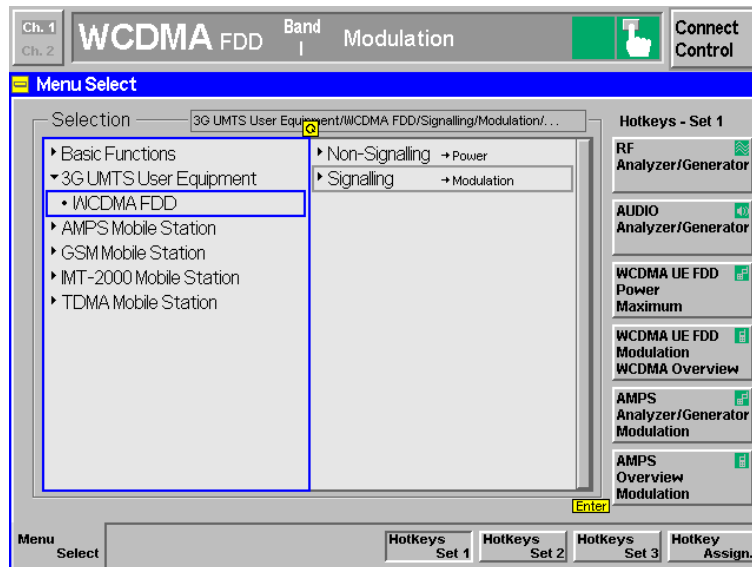 Ch. 1
Ch. 2
WCDMA FDD Band I Modulation
Connect Control
Menu Select
Selection
3G UMTS User Equipment/WCDMA FDD/Signalling/Modulation/...
Q
Basic Functions
3G UMTS User Equipment
• WCDMA FDD
AMPS Mobile Station
GSM Mobile Station
IMT-2000 Mobile Station
TDMA Mobile Station
Non-Signalling → Power
Signalling → Modulation
Enter
Hotkeys - Set 1
RF
Analyzer/Generator
AUDIO
Analyzer/Generator
WCDMA UE FDD
Power
Maximum
WCDMA UE FDD
Modulation
WCDMA Overview
AMPS
Analyzer/Generator
Modulation
AMPS
Overview
Modulation
Menu Select
Hotkeys Set 1
Hotkeys Set 2
Hotkeys Set 3
Hotkey Assign.